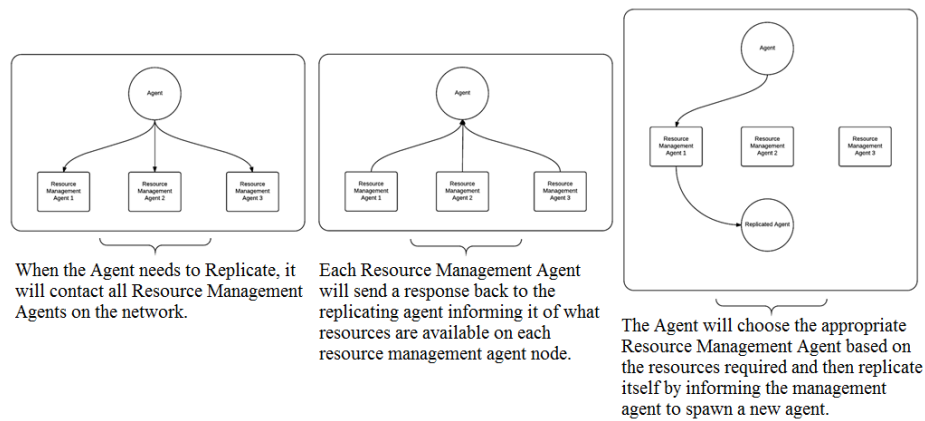 Agent
Resource
Management
Agent 1
Resource
Management
Agent 2
Resource
Management
Agent 3
When the Agent needs to Replicate, it
will contact all Resource Management
Agents on the network.
Agent
Resource
Management
Agent 1
Resource
Management
Agent 2
Resource
Management
Agent 3
Each Resource Management Agent
will send a response back to the
replicating agent informing it of what
resources are available on each
resource management agent node.
Agent
Resource
Management
Agent 1
Resource
Management
Agent 2
Resource
Management
Agent 3
Replicated Agent
The Agent will choose the appropriate
Resource Management Agent based on
the resources required and then replicate
itself by informing the management
agent to spawn a new agent.